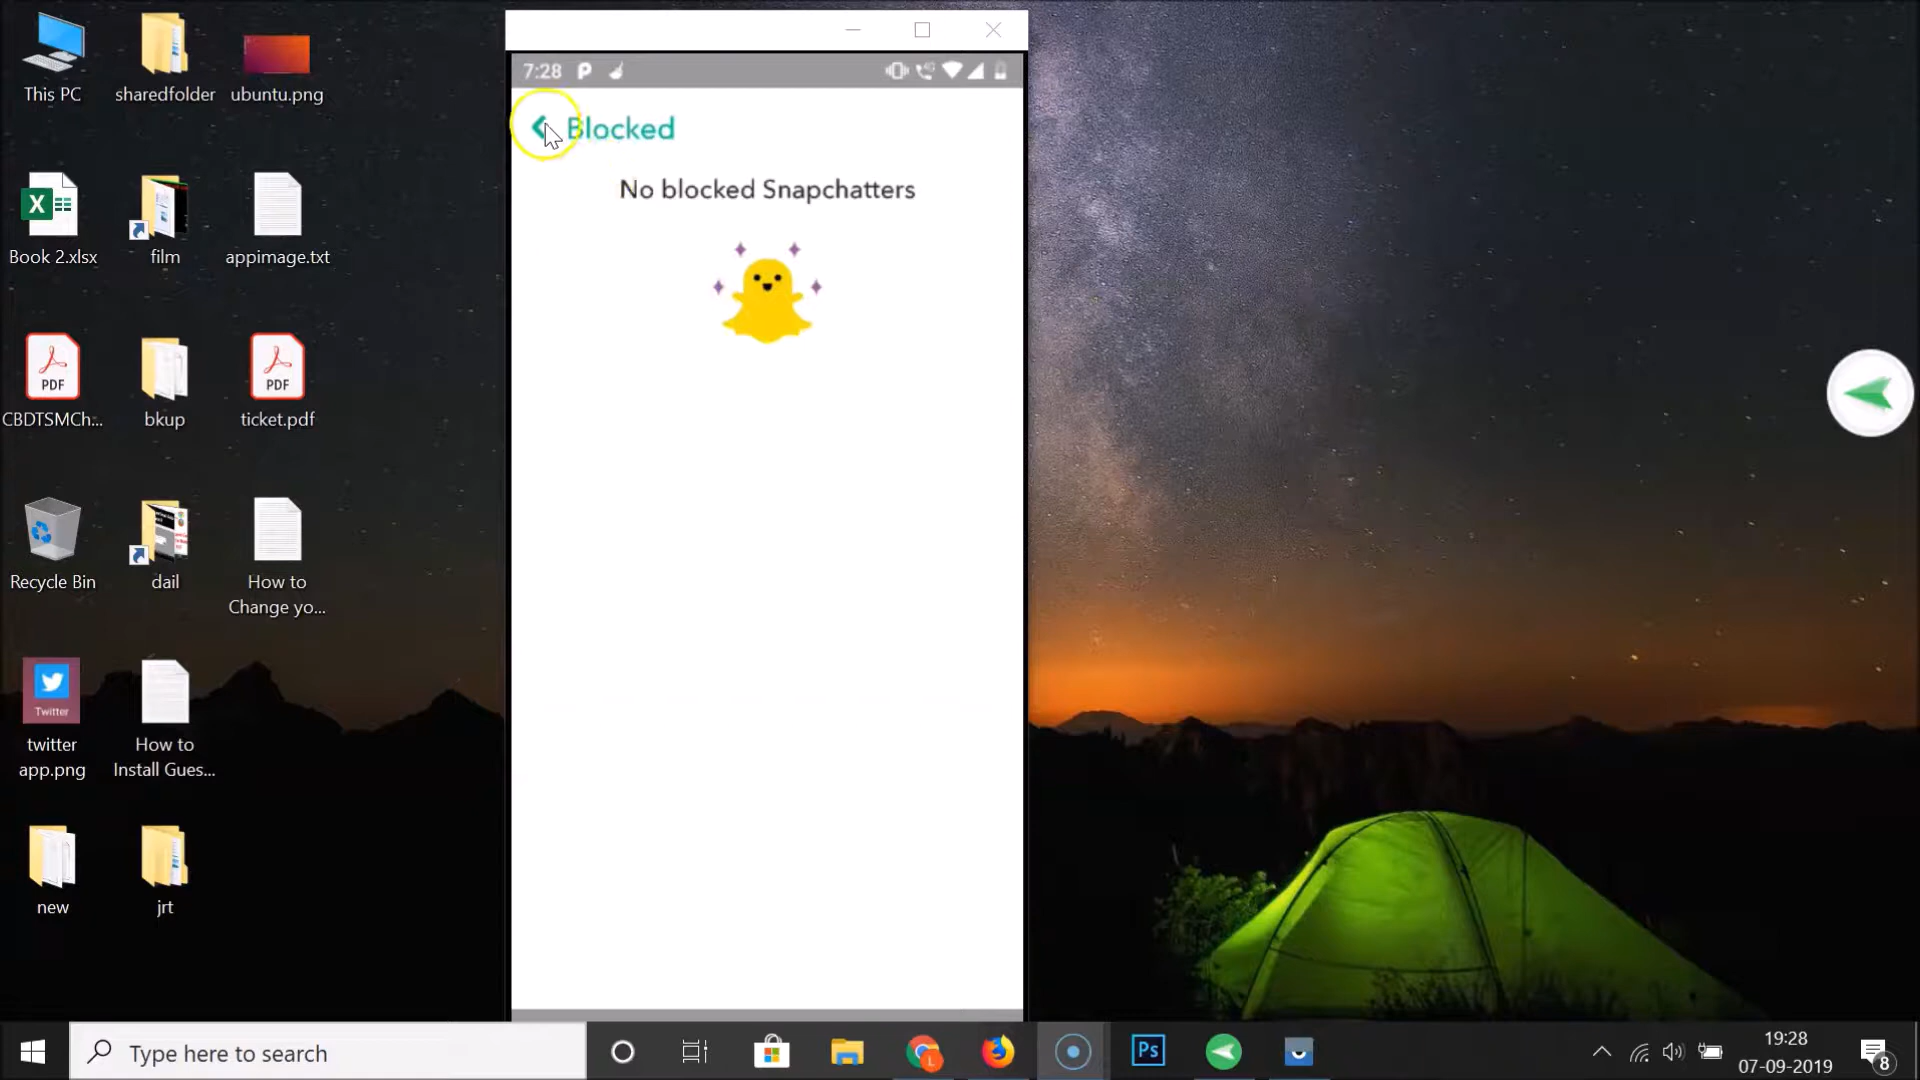 This PC
sharedfolder
ubuntu.png
Book 2.xlsx
film
appimage.txt
PDF
CBDTSMCh...
bkup
PDF
ticket.pdf
Recycle Bin
dail
How to
Change yo...
Twitter
twitter
app.png
How to
Install Gues...
new
jrt
7:28
Blocked
No blocked Snapchatters
Type here to search
L
Ps
19:28
07-09-2019
8